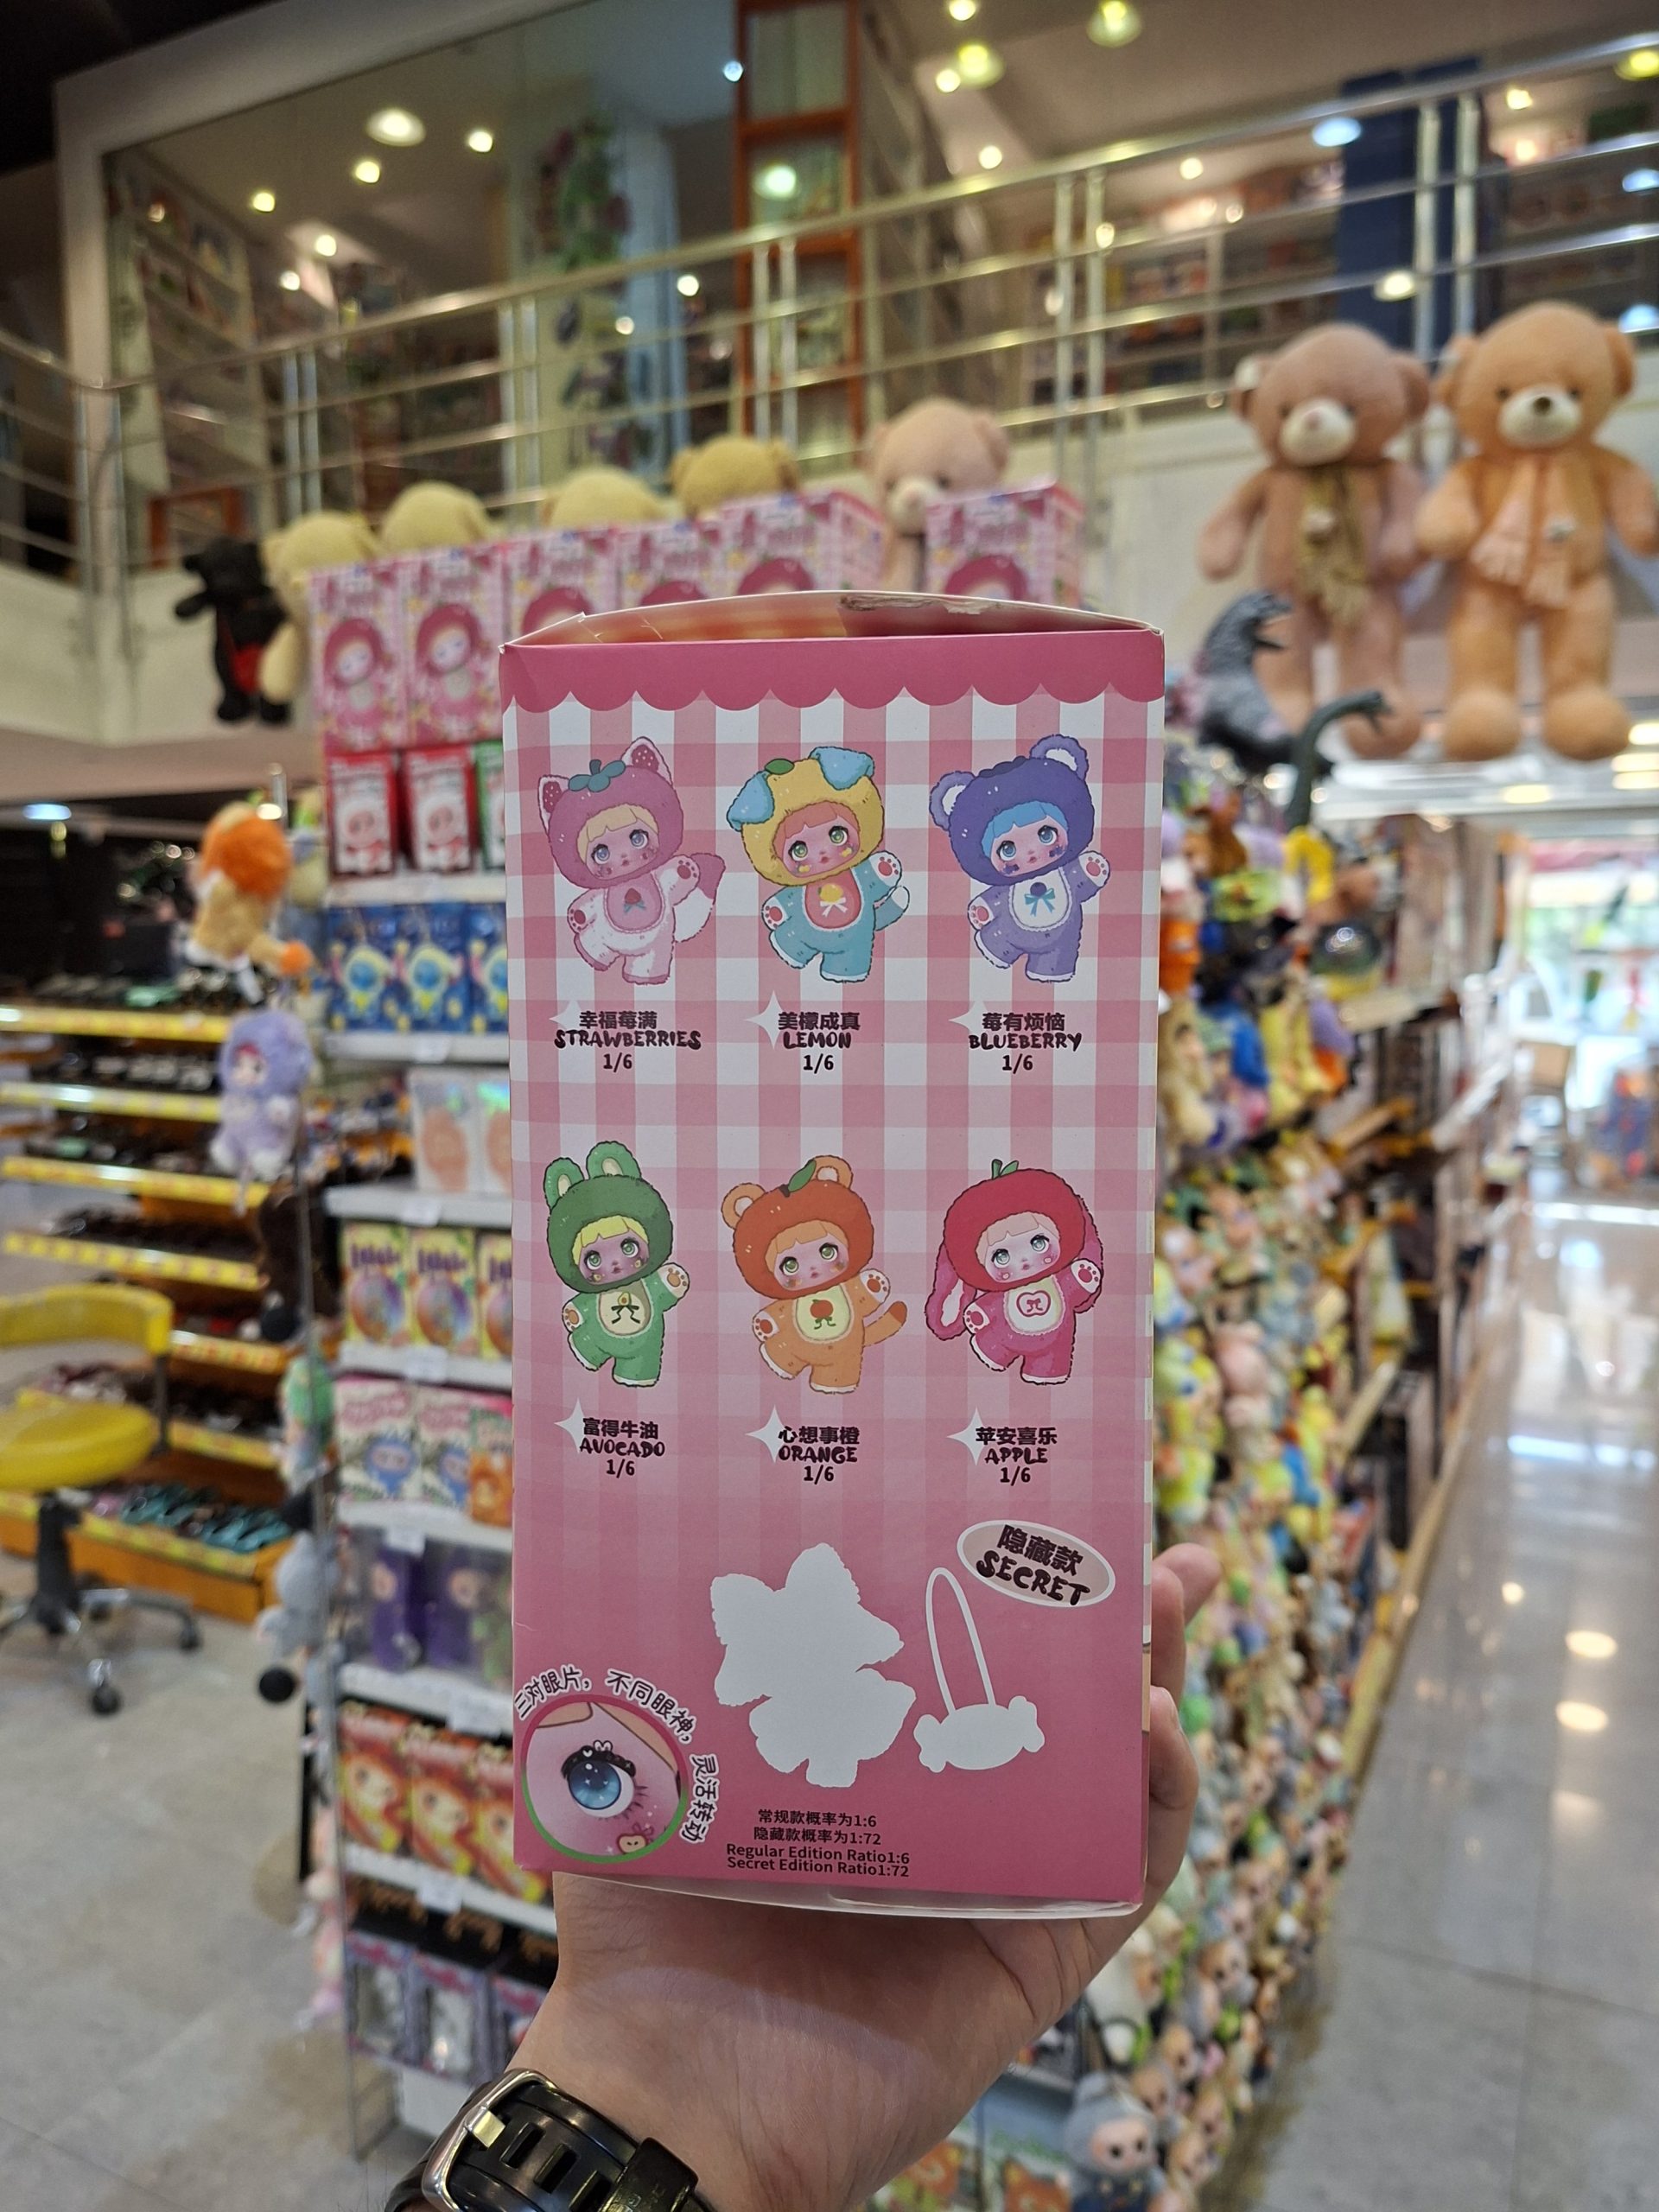 幸福莓满
STRAWBERRIES
1/6
美檬成真
LEMON
1/6
莓有烦恼
BLUEBERRY
1/6
富得牛油
AVOCADO
1/6
心想事橙
ORANGE
1/6
苹安喜乐
APPLE
1/6
隐藏款
SECRET
三对眼片，不同眼神，灵活转动
常规款概率为1:6
隐藏款概率为1:72
Regular Edition Ratio1:6
Secret Edition Ratio1:72